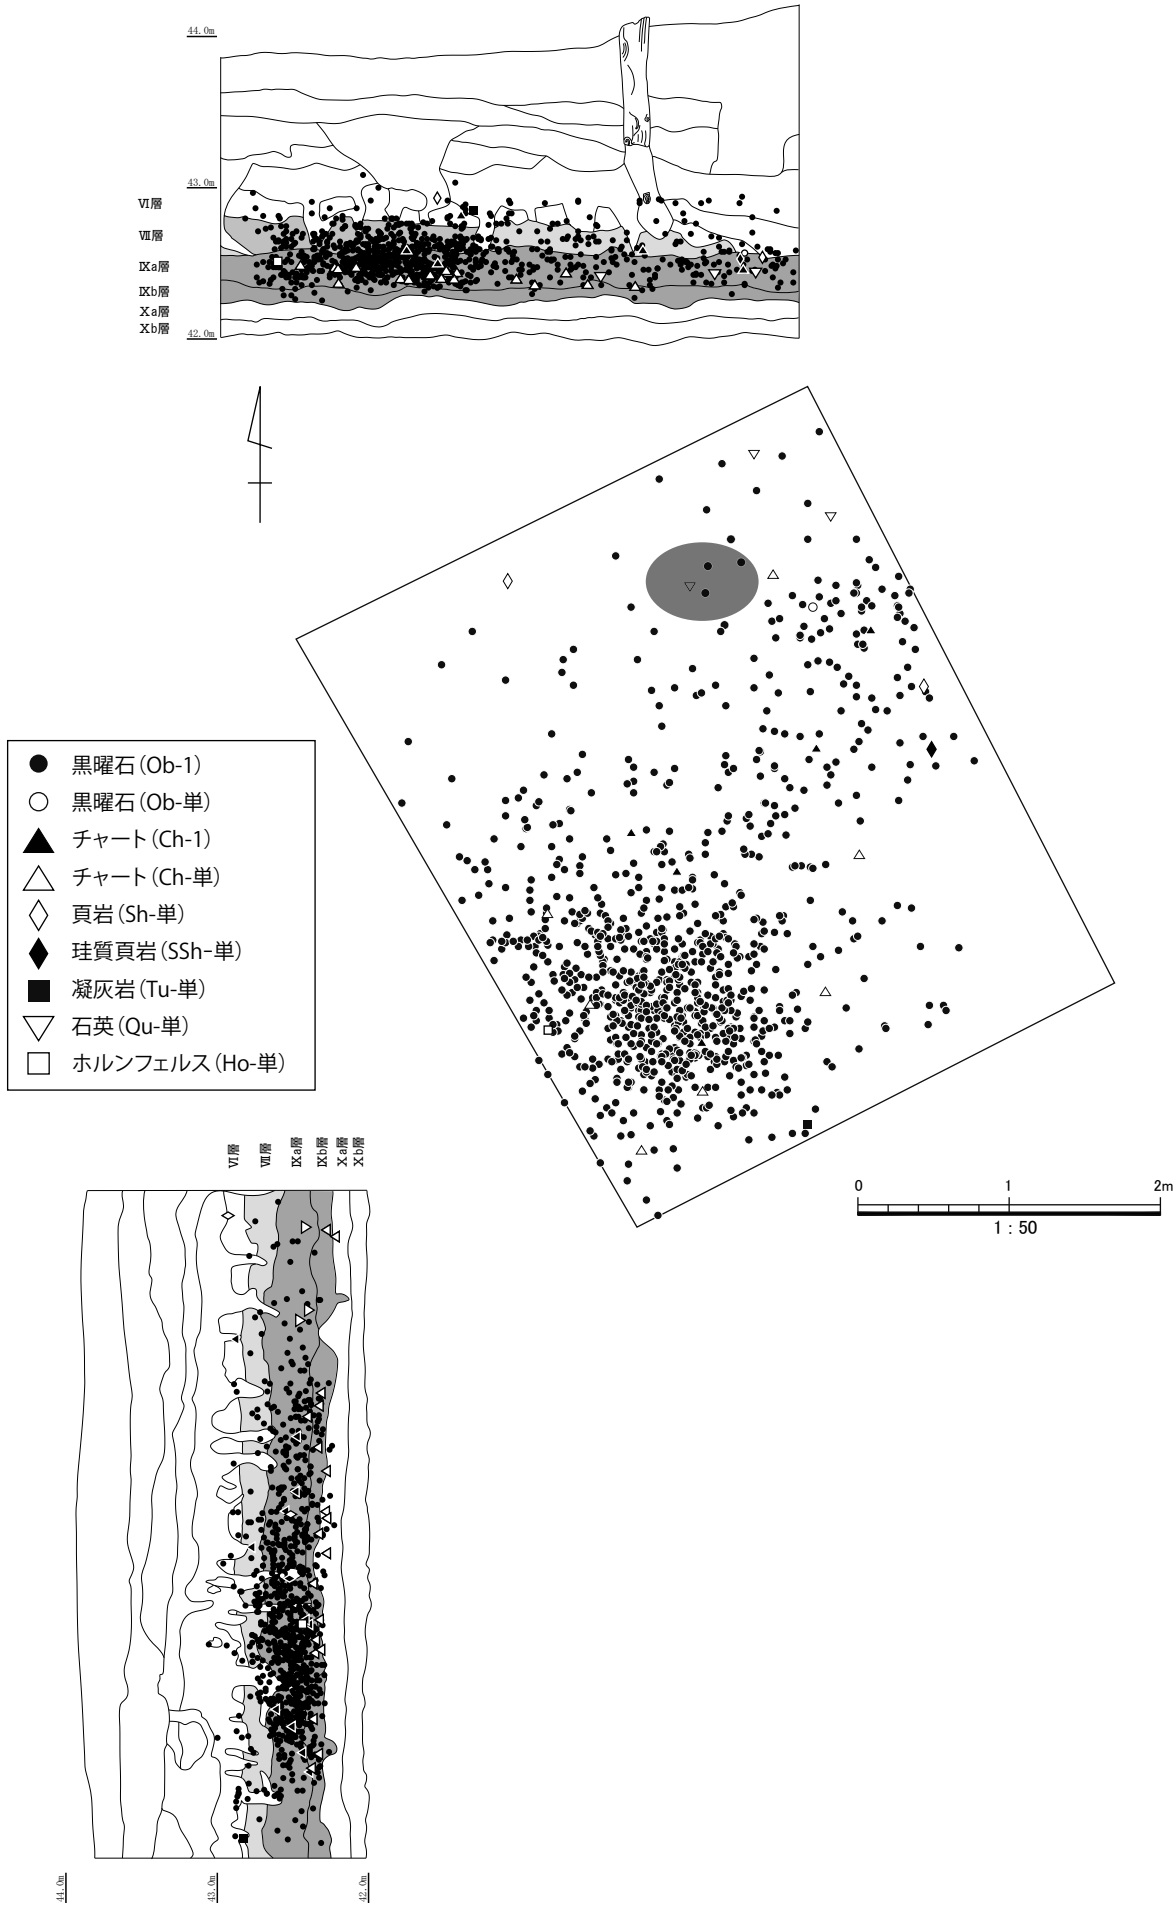 44.0m
43.0m
Ⅵ層
Ⅶ層
Ⅸa層
Ⅸb層
Ⅹa層
Ⅹb層
42.0m
黒曜石(Ob-1)
黒曜石(Ob-単)
チャート(Ch-1)
チャート(Ch-単)
頁岩(Sh-単)
珪質頁岩(SSh-単)
凝灰岩(Tu-単)
石英(Qu-単)
ホルンフェルス(Ho-単)
Ⅵ層
Ⅶ層
Ⅸa層
Ⅸb層
Ⅹa層
Ⅹb層
0 1 2m
1:50
44.0m
43.0m
42.0m